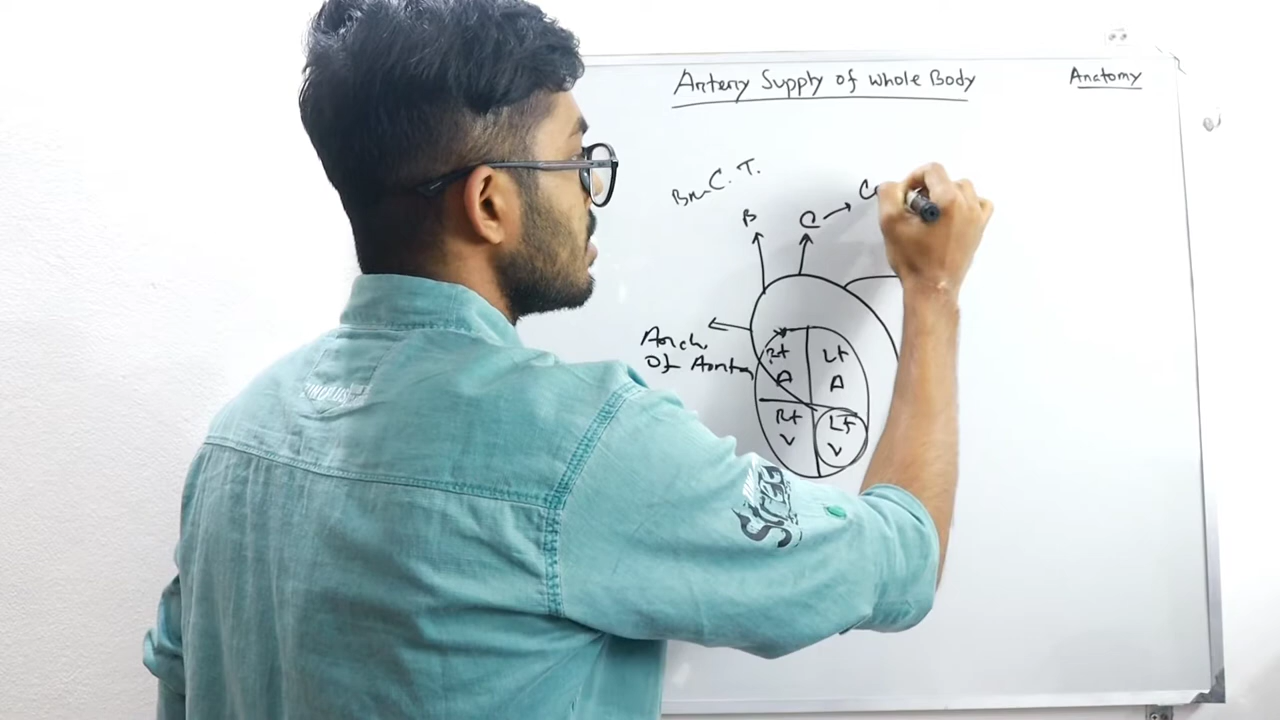 Artery Supply of whole Body
Anatomy
C. T.
B
C
Arch
Of Aorta
Rt
A
Lt
A
Rt
V
Lt
V